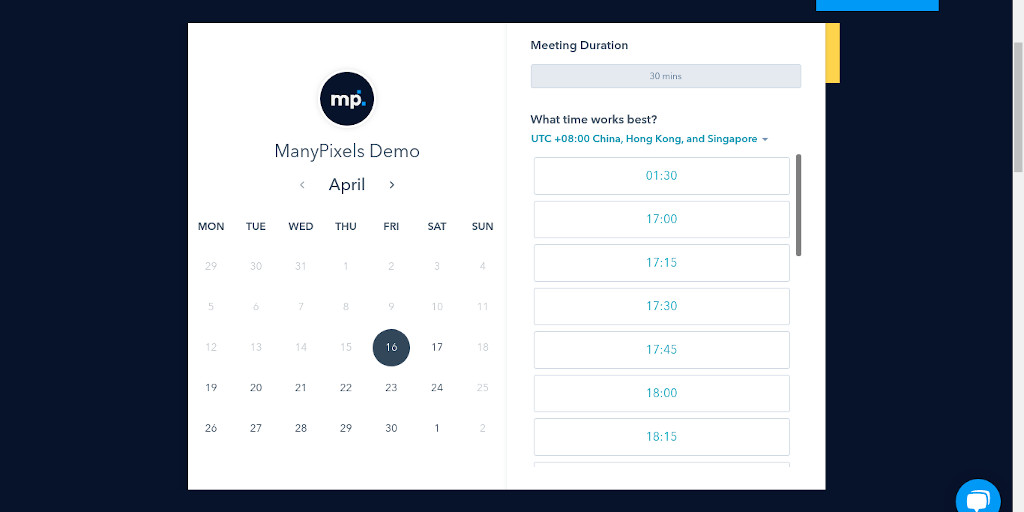 mp.
ManyPixels Demo
April
MON TUE WED THU FRI SAT SUN
29 30 31 1 2 3 4
5 6 7 8 9 10 11
12 13 14 15 16 17 18
19 20 21 22 23 24 25
26 27 28 29 30 1 2
Meeting Duration
30 mins
What time works best?
UTC +08:00 China, Hong Kong, and Singapore
01:30
17:00
17:15
17:30
17:45
18:00
18:15